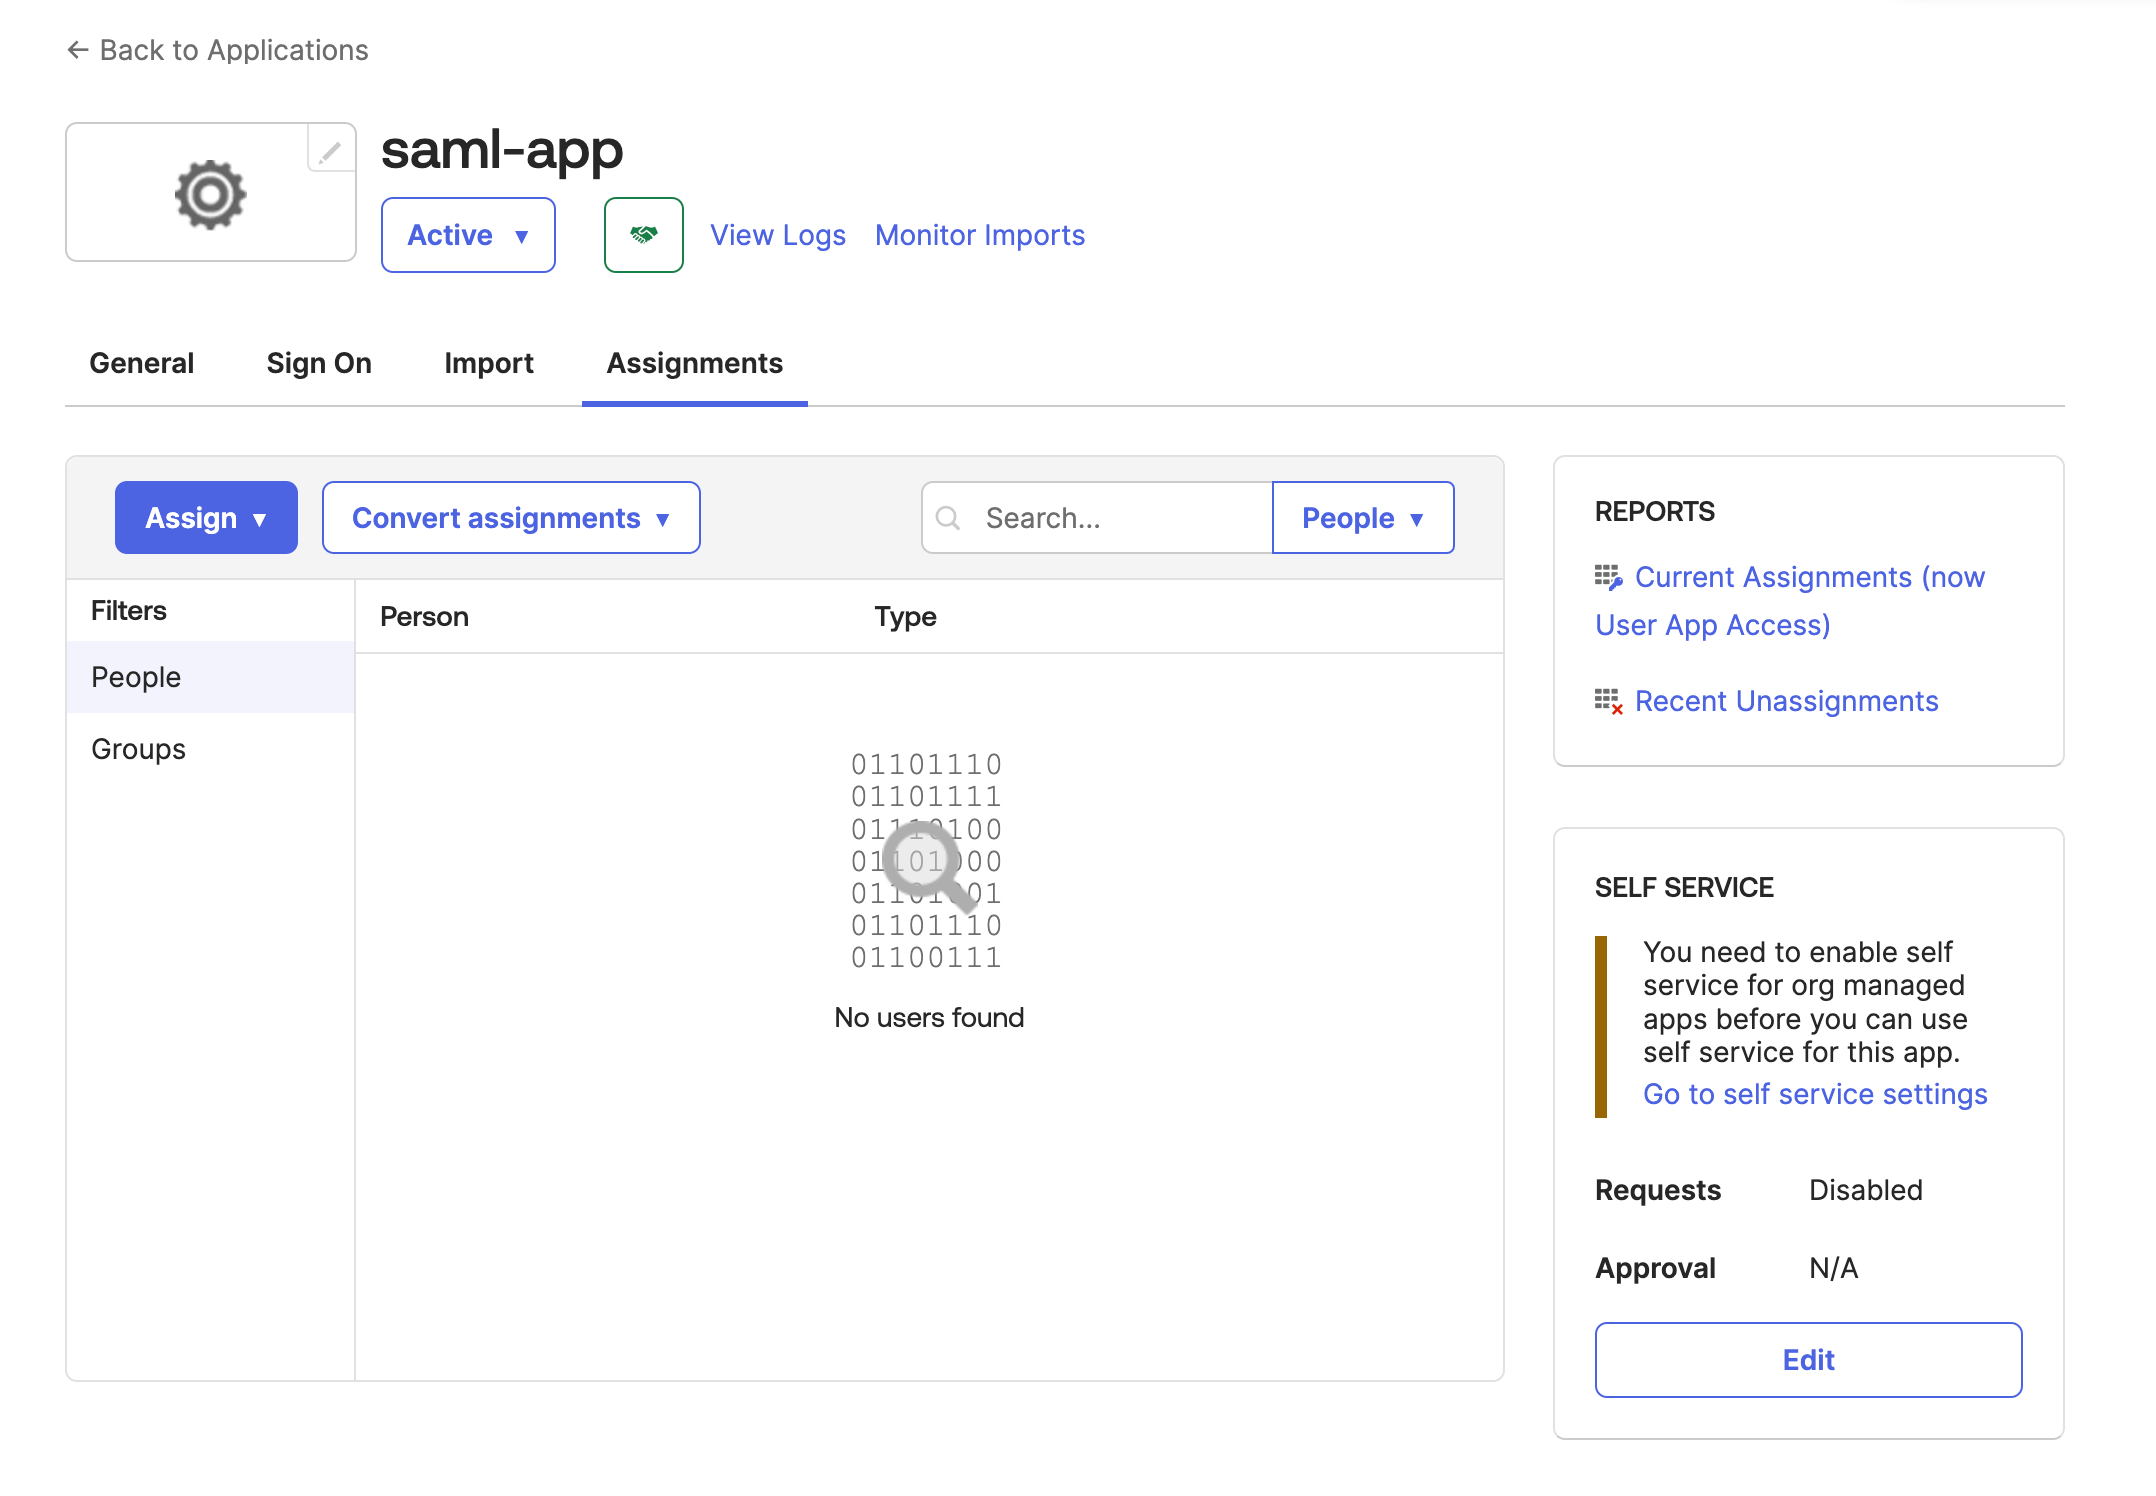 ← Back to Applications
saml-app
Active ▼
View Logs
Monitor Imports
General
Sign On
Import
Assignments
Assign ▼
Convert assignments ▼
Search...
People ▼
Filters
People
Groups
Person
Type
01101110
01101111
01110100
01101000
01101001
01101110
01100111
No users found
REPORTS
Current Assignments (now
User App Access)
Recent Unassignments
SELF SERVICE
You need to enable self
service for org managed
apps before you can use
self service for this app.
Go to self service settings
Requests
Disabled
Approval
N/A
Edit